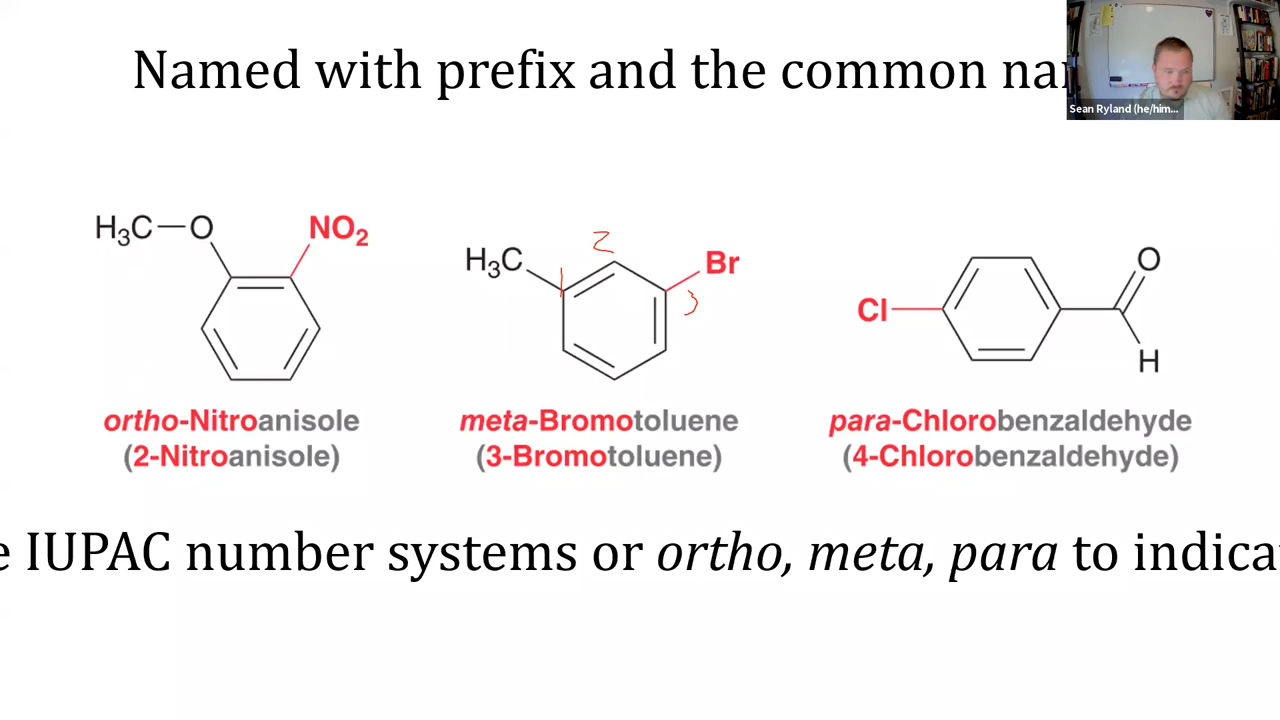 Named with prefix and the common na
Sean Ryland (he/him...
H₃C—O
NO₂
H₃C
1
2
3
Br
Cl
O
H
ortho-Nitroanisole
(2-Nitroanisole)
meta-Bromotoluene
(3-Bromotoluene)
para-Chlorobenzaldehyde
(4-Chlorobenzaldehyde)
e IUPAC number systems or ortho, meta, para to indica